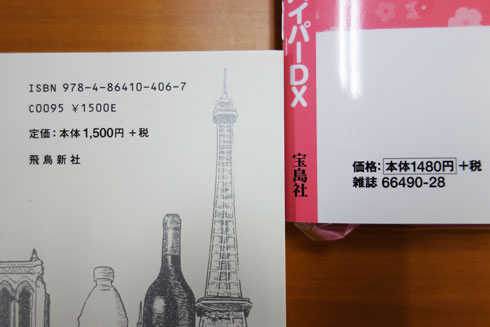 ISBN 978-4-86410-406-7
C0095 ¥1500E
定価:本体1,500円+税
飛鳥新社
イパーDX
宝島社
価格:本体1480円+税
雑誌 66490-28